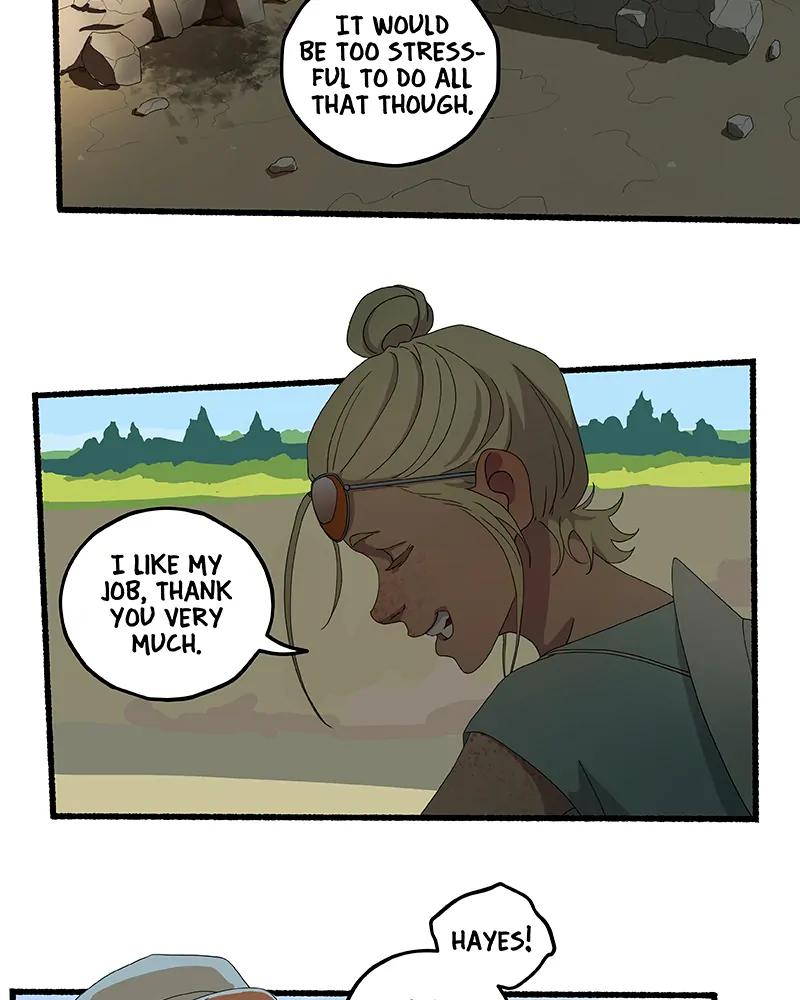 IT WOULD
BE TOO STRESS-
FUL TO DO ALL
THAT THOUGH.
I LIKE MY
JOB, THANK
YOU VERY
MUCH.
HAYES!